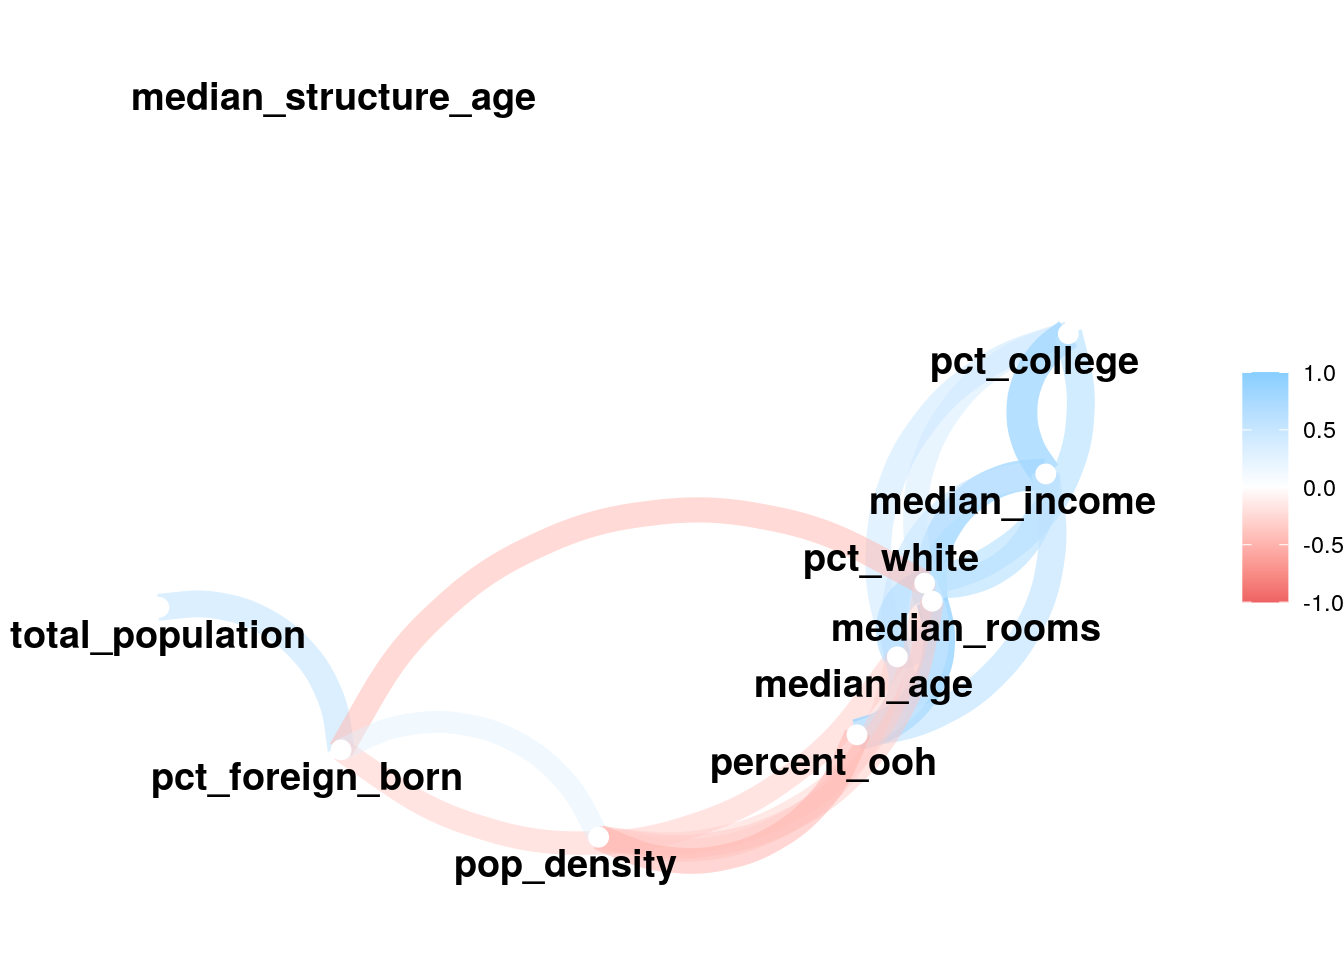 median_structure_age
pct_college
1.0
0.5
median_income
0.0
pct_white
-0.5
-1.0
total_population
median_rooms
median_age
percent_ooh
pct_foreign_born
pop_density